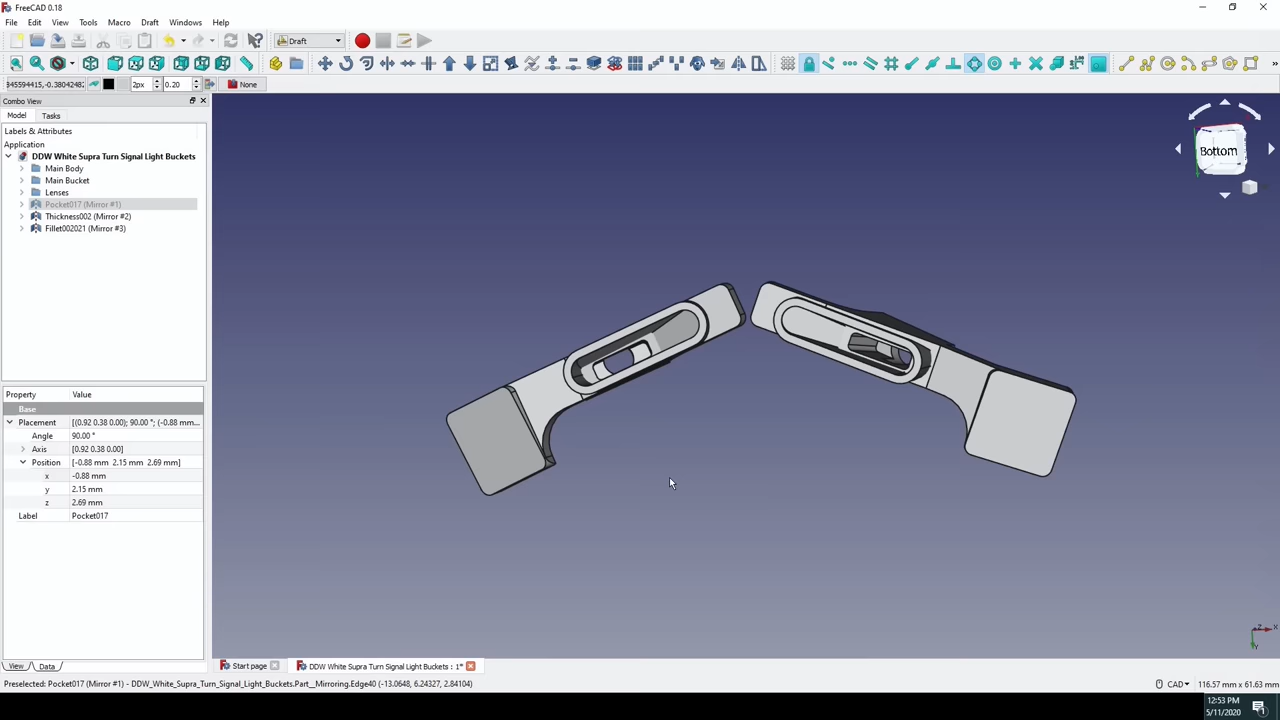 FreeCAD 0.18
File Edit View Tools Macro Draft Windows Help
Draft
345594415,-0.38042482 2px 0.20 None
Combo View
Model Tasks
Labels & Attributes
Application
DDW White Supra Turn Signal Light Buckets
Main Body
Main Bucket
Lenses
Pocket017 (Mirror #1)
Thickness002 (Mirror #2)
Fillet002021 (Mirror #3)
Bottom
Property Value
Base
Placement [(0.92 0.38 0.00); 90.00 °; (-0.88 mm...
Angle 90.00 °
Axis [0.92 0.38 0.00]
Position [-0.88 mm 2.15 mm 2.69 mm]
x -0.88 mm
y 2.15 mm
z 2.69 mm
Label Pocket017
View Data
Start page DDW White Supra Turn Signal Light Buckets : 1*
Preselected: Pocket017 (Mirror #1) - DDW_White_Supra_Turn_Signal_Light_Buckets.Part__Mirroring.Edge40 (-13.0648, 6.24327, 2.84104) CAD 116.57 mm x 61.63 mm
12:53 PM
5/11/2020